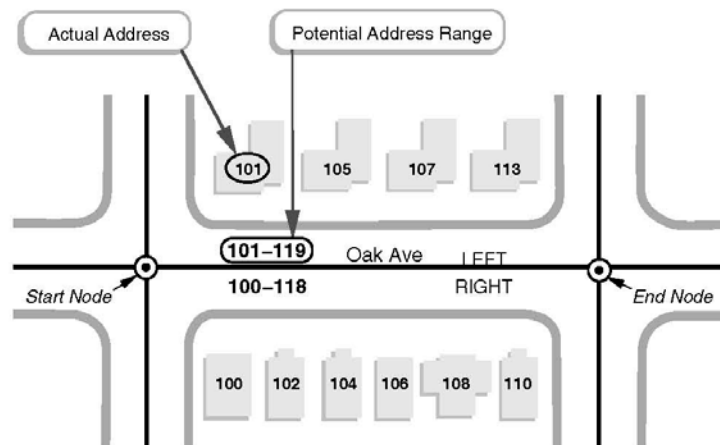 Actual Address
Potential Address Range
101
105
107
113
101–119
Oak Ave
LEFT
100–118
RIGHT
Start Node
End Node
100
102
104
106
108
110